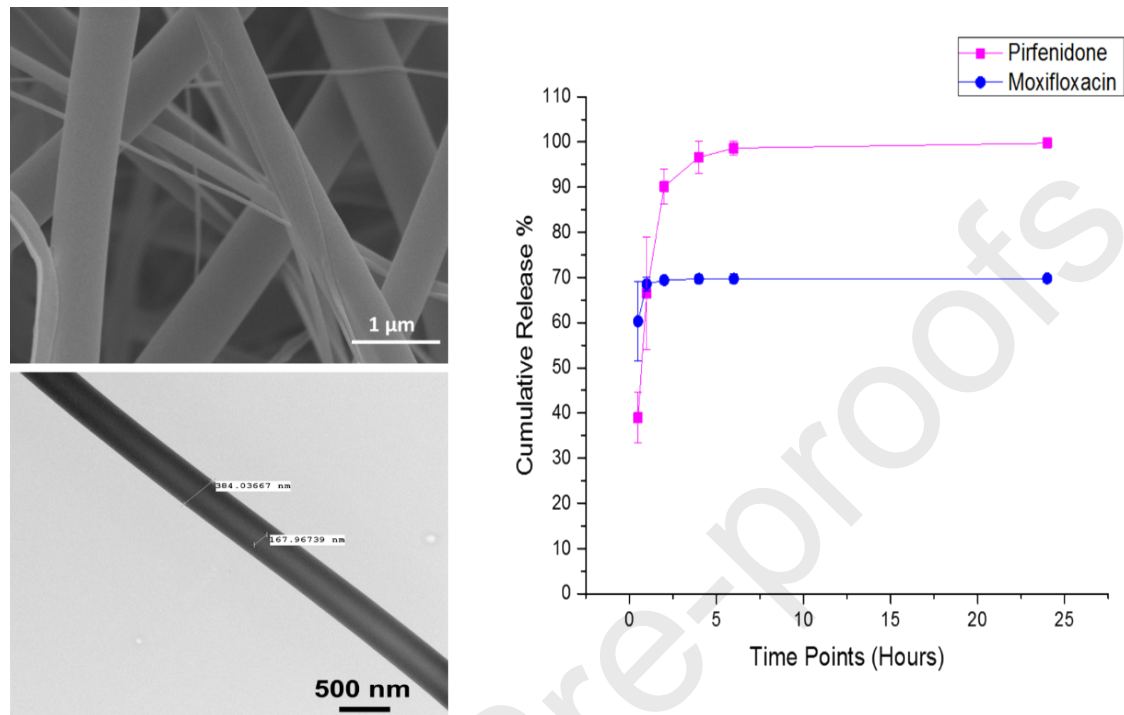 1 µm
384.03667 nm
167.96739 nm
500 nm
Pirfenidone
Moxifloxacin
110
100
90
80
70
60
50
40
30
20
10
0
Cumulative Release %
0 5 10 15 20 25
Time Points (Hours)
re-proofs